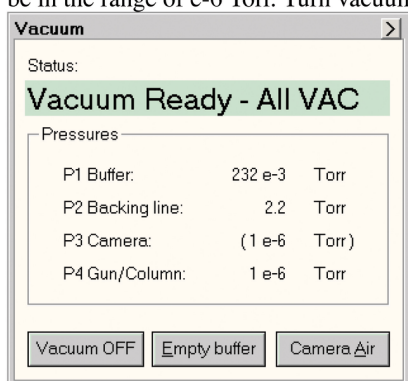 be in the range of e-6 Torr. Turn vacuum
Vacuum >
Status:
Vacuum Ready - All VAC
Pressures
P1 Buffer: 232 e-3 Torr
P2 Backing line: 2.2 Torr
P3 Camera: (1 e-6 Torr)
P4 Gun/Column: 1 e-6 Torr
Vacuum OFF Empty buffer Camera Air